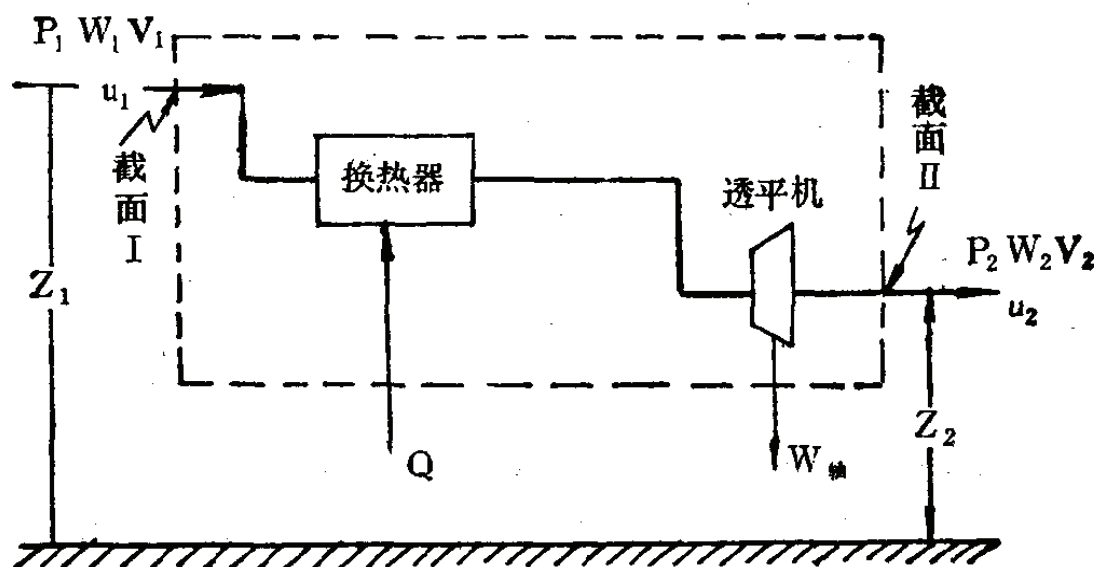 P₁ W₁ V₁
u₁
截面 I
Z₁
换热器
Q
透平机
W轴
截面 II
P₂ W₂ V₂
u₂
Z₂